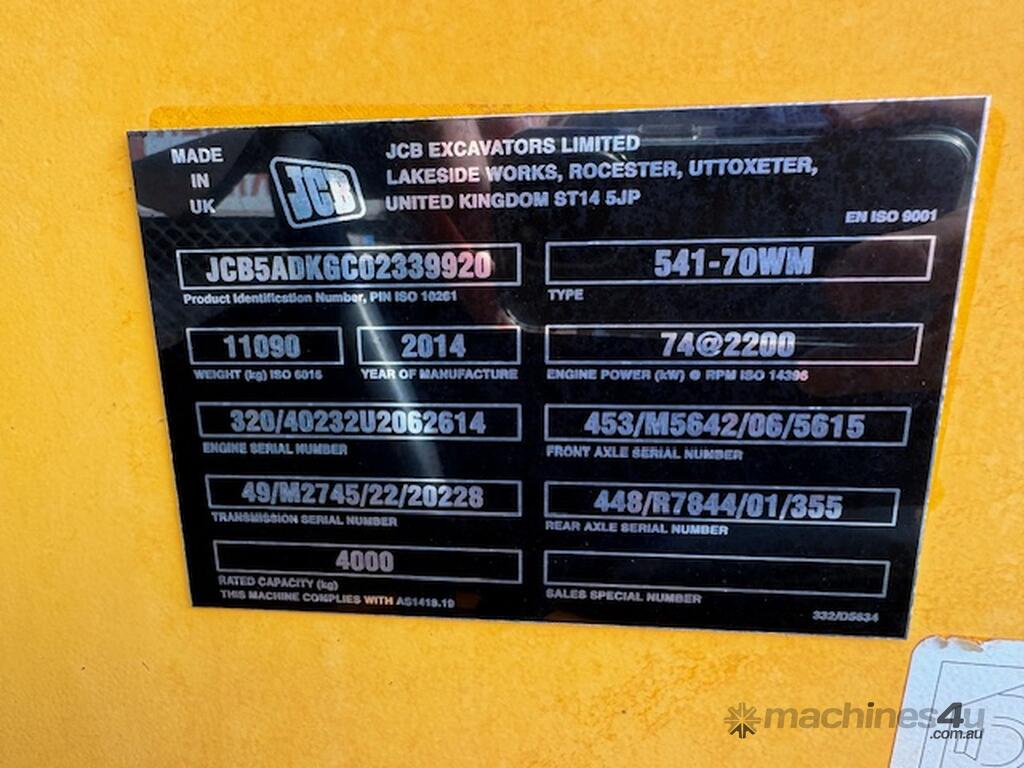 MADE
IN
UK
JCB
JCB EXCAVATORS LIMITED
LAKESIDE WORKS, ROCESTER, UTTOXETER,
UNITED KINGDOM ST14 5JP
EN ISO 9001
JCB5ADKGC02339920
Product Identification Number, PIN ISO 10261
541-70WM
TYPE
11090
WEIGHT (kg) ISO 6016
2014
YEAR OF MANUFACTURE
74@2200
ENGINE POWER (kW) @ RPM ISO 14396
320/40232U2062614
ENGINE SERIAL NUMBER
453/M5642/06/5615
FRONT AXLE SERIAL NUMBER
49/M2745/22/20228
TRANSMISSION SERIAL NUMBER
448/R7844/01/355
REAR AXLE SERIAL NUMBER
4000
RATED CAPACITY (kg)
THIS MACHINE COMPLIES WITH AS1418.19
SALES SPECIAL NUMBER
332/D5634
machines4u
.com.au